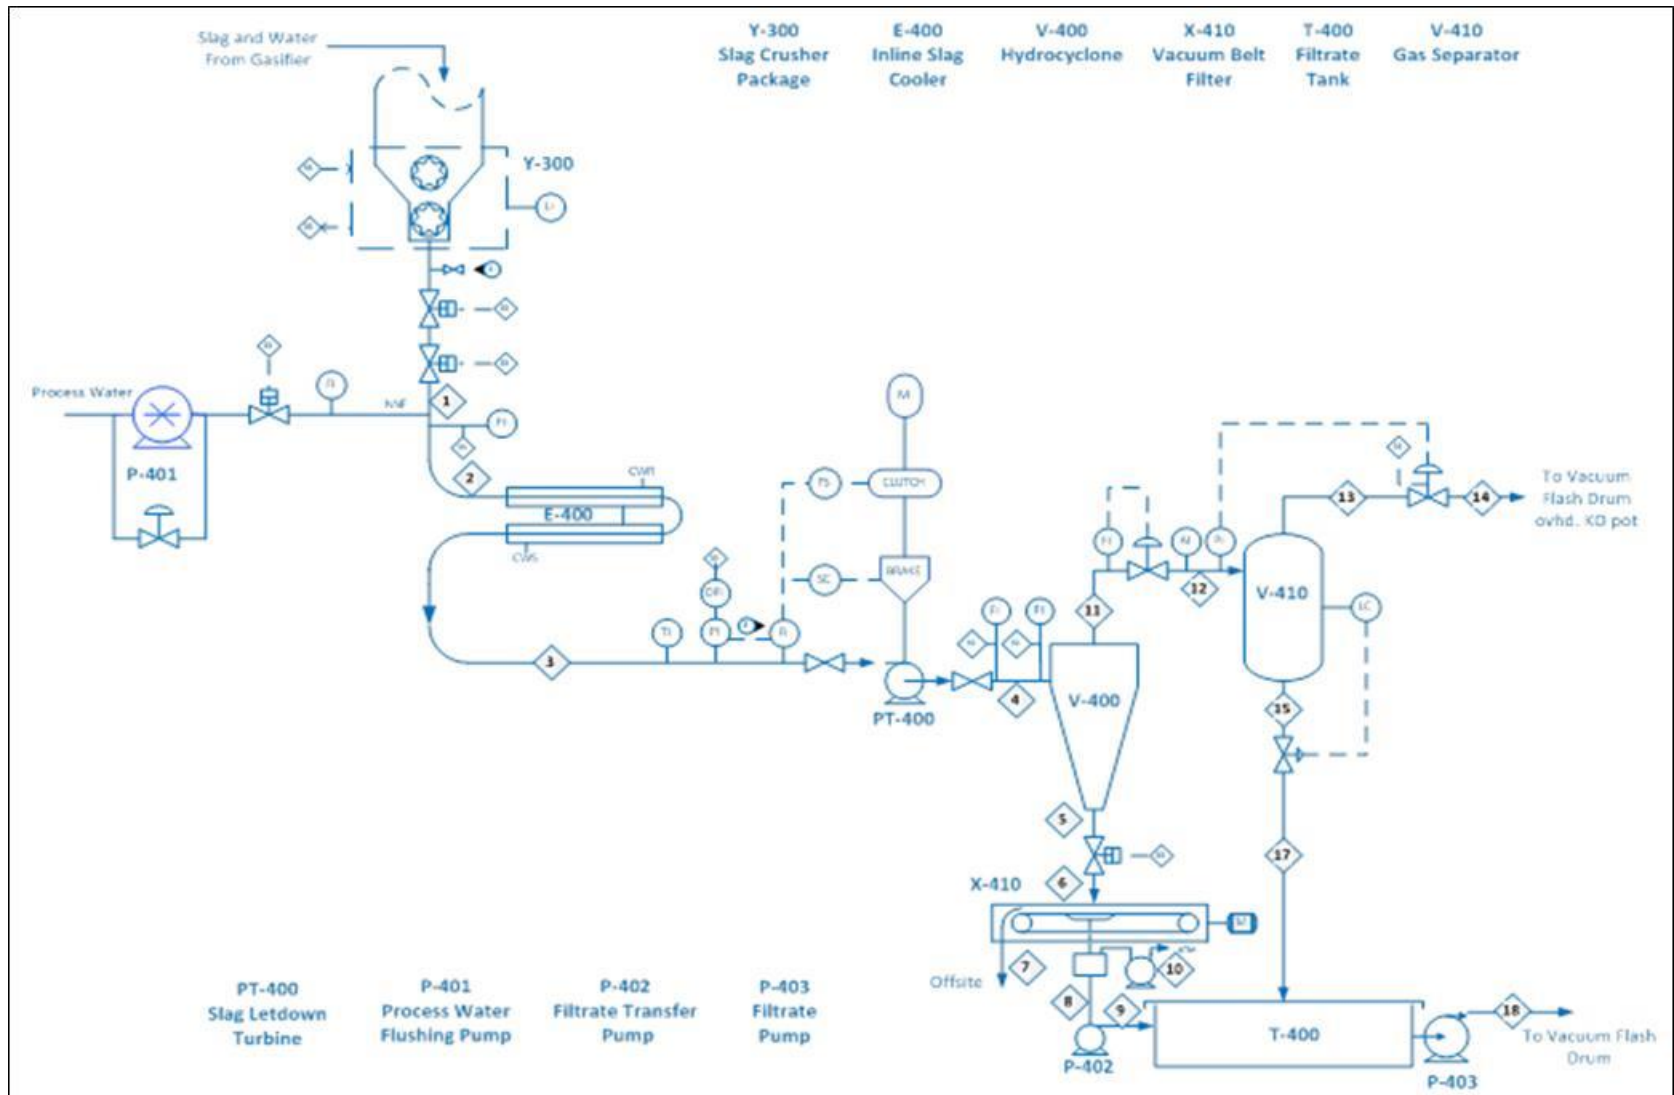 Slag and Water
From Gasifier
Y-300
Slag Crusher
Package
E-400
Inline Slag
Cooler
V-400
Hydrocyclone
X-410
Vacuum Belt
Filter
T-400
Filtrate
Tank
V-410
Gas Separator
Y-300
Process Water
P-401
1
2
E-400
CWS
3
TI
M
CLUTCH
BRAKE
SC
PT-400
4
V-400
11
12
13
14
To Vacuum
Flash Drum
ovhd. KO pot
V-410
LC
15
5
17
6
X-410
7
Offsite
10
8
9
P-402
T-400
18
To Vacuum Flash
Drum
P-403
PT-400
Slag Letdown
Turbine
P-401
Process Water
Flushing Pump
P-402
Filtrate Transfer
Pump
P-403
Filtrate
Pump